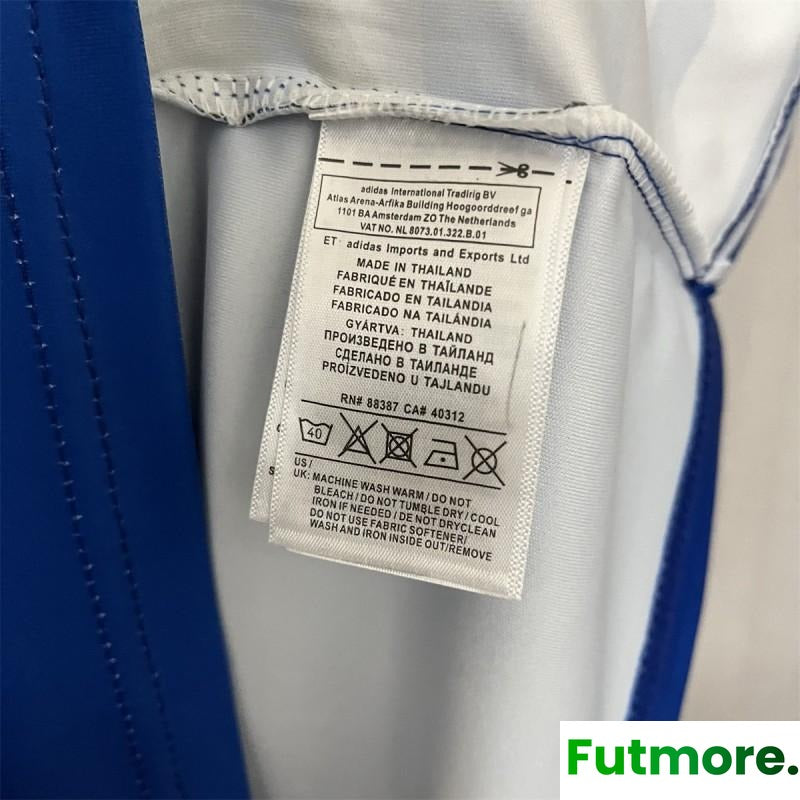 adidas International Tradirig BV
Atlas Arena-Arfika Building Hoogoorddreef ga
1101 BA Amsterdam ZO The Netherlands
VAT NO. NL 8073.01.322.B.01
ET· adidas Imports and Exports Ltd
MADE IN THAILAND
FABRIQUÉ EN THAÏLANDE
FABRICADO EN TAILANDIA
FABRICADO NA TAILÂNDIA
GYÁRTVA: THAILAND
ПРОИЗВЕДЕНО В ТАЙЛАНД
СДЕЛАНО В ТАИЛАНДЕ
PROÍZVEDENO U TAJLANDU
RN# 88387 CA# 40312
40
US /
UK: MACHINE WASH WARM / DO NOT
BLEACH / DO NOT TUMBLE DRY / COOL
IRON IF NEEDED / DE NOT DRYCLEAN
DO NOT USE FABRIC SOFTENER/
WASH AND IRON INSIDE OUT/REMOVE
Futmore.